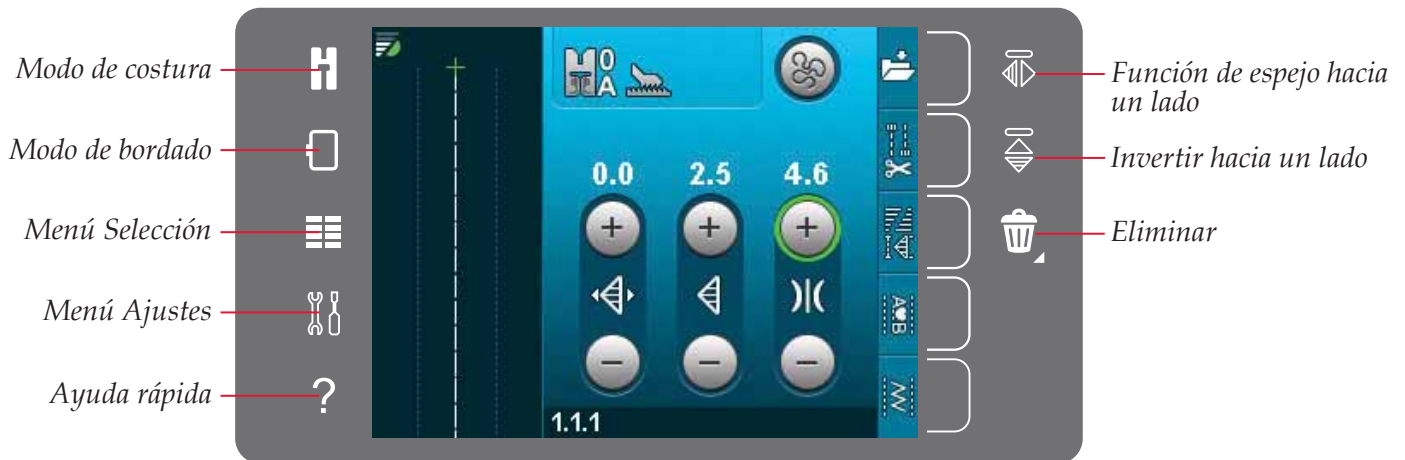 Modo de costura
Modo de bordado
Menú Selección
Menú Ajustes
Ayuda rápida
?
0
A
0.0
2.5
4.6
+
+
+
−
−
−
1.1.1
A♥B
Función de espejo hacia
un lado
Invertir hacia un lado
Eliminar